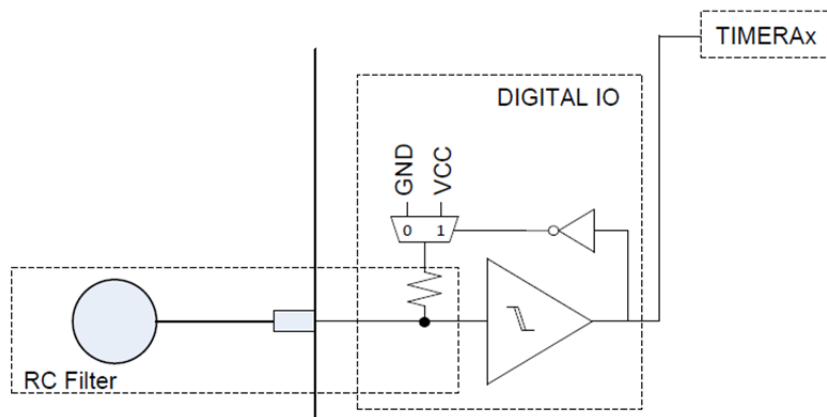 TIMERAx
DIGITAL IO
GND
VCC
0
1
RC Filter